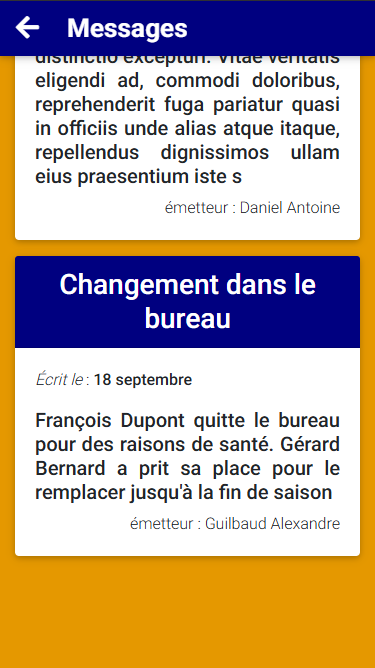 Messages
distinctio excepturi. Vitae veritatis
eligendi ad, commodi doloribus,
reprehenderit fuga pariatur quasi
in officiis unde alias atque itaque,
repellendus dignissimos ullam
eius praesentium iste s
émetteur : Daniel Antoine
Changement dans le
bureau
Écrit le : 18 septembre
François Dupont quitte le bureau
pour des raisons de santé. Gérard
Bernard a prit sa place pour le
remplacer jusqu'à la fin de saison
émetteur : Guilbaud Alexandre